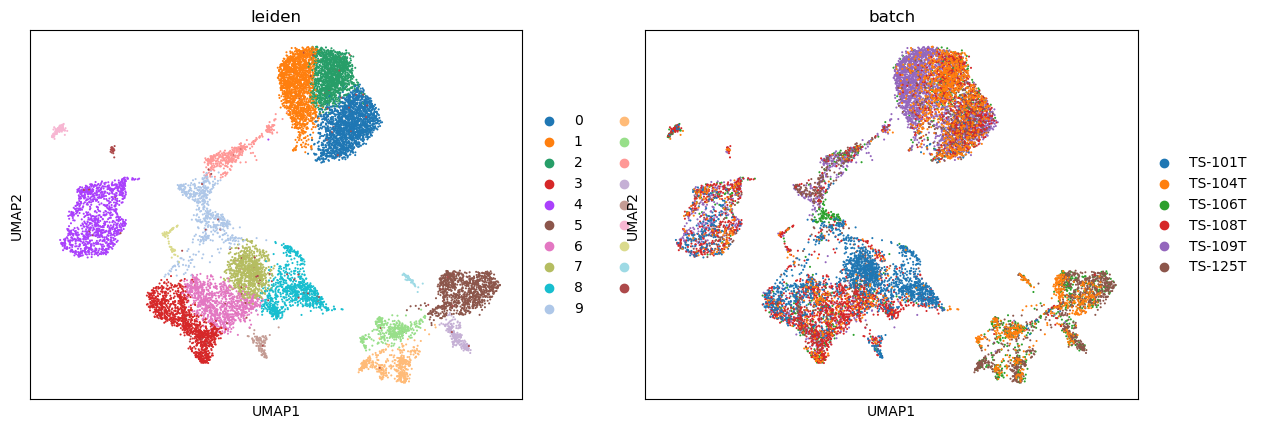 leiden
batch
UMAP2
UMAP1
0
1
2
3
4
5
6
7
8
9
UMAP2
UMAP1
TS-101T
TS-104T
TS-106T
TS-108T
TS-109T
TS-125T